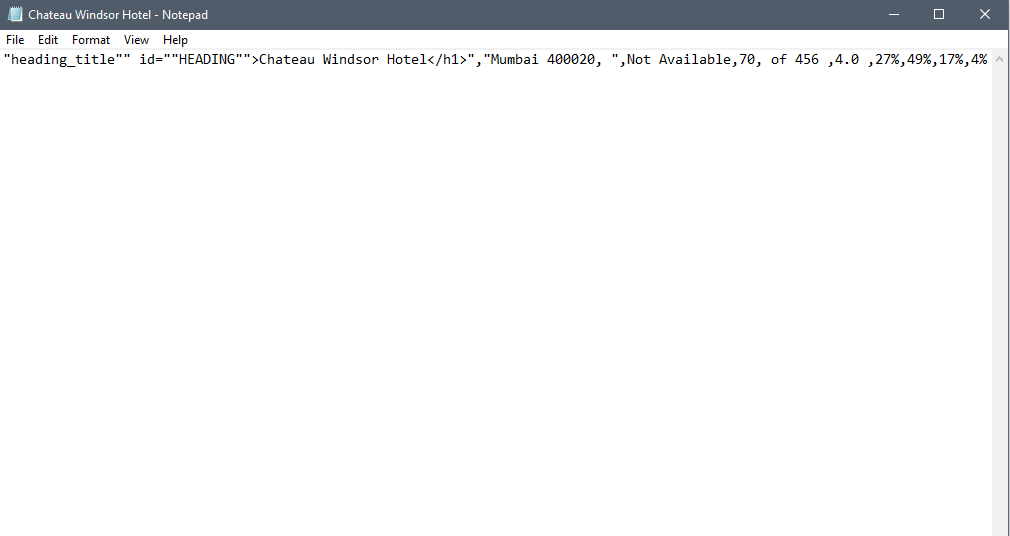 Chateau Windsor Hotel - Notepad
File Edit Format View Help
"heading_title"" id=""HEADING"">Chateau Windsor Hotel</h1>","Mumbai 400020, ",Not Available,70, of 456 ,4.0 ,27%,49%,17%,4%